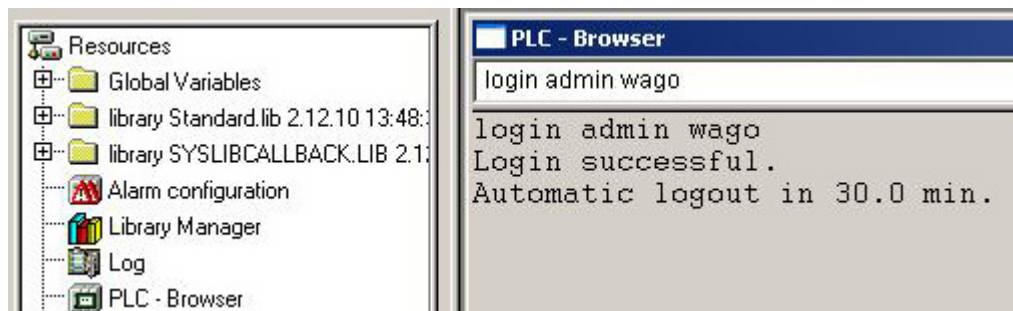 Resources
Global Variables
library Standard.lib 2.12.10 13:48:
library SYSLIBCALLBACK.LIB 2.1
Alarm configuration
Library Manager
Log
PLC - Browser
PLC - Browser
login admin wago
login admin wago
Login successful.
Automatic logout in 30.0 min.